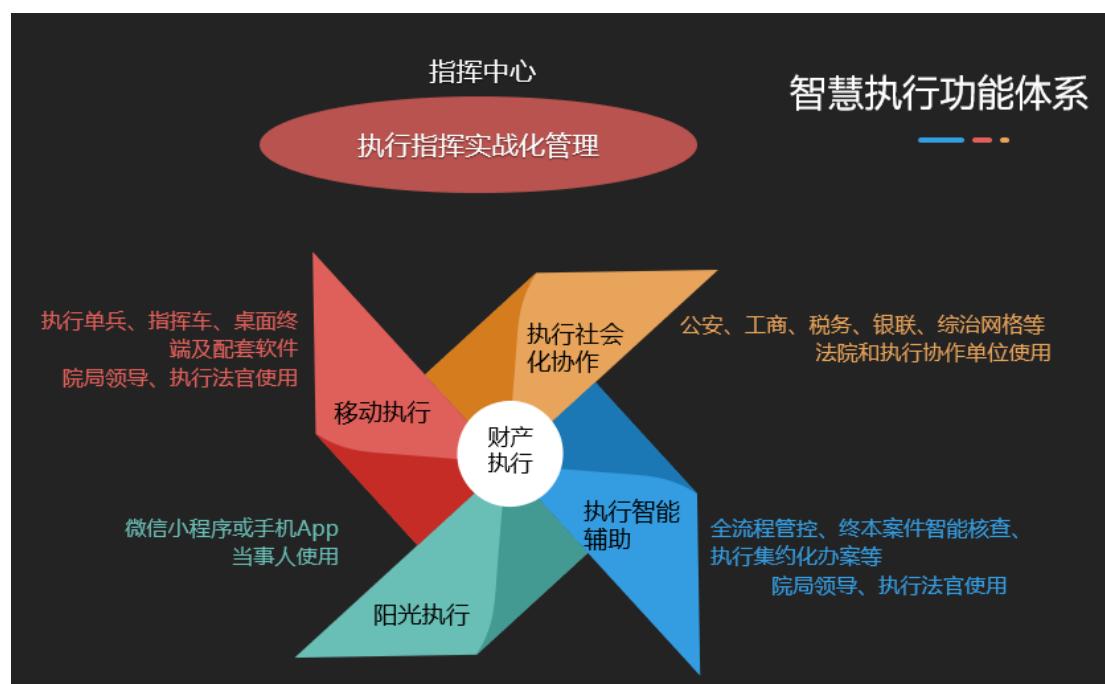 指挥中心
智慧执行功能体系
执行指挥实战化管理
执行单兵、指挥车、桌面终
端及配套软件
院局领导、执行法官使用
移动执行
执行社会
化协作
公安、工商、税务、银联、综治网格等
法院和执行协作单位使用
财产
执行
微信小程序或手机App
当事人使用
阳光执行
执行智能
辅助
全流程管控、终本案件智能核查、
执行集约化办案等
院局领导、执行法官使用